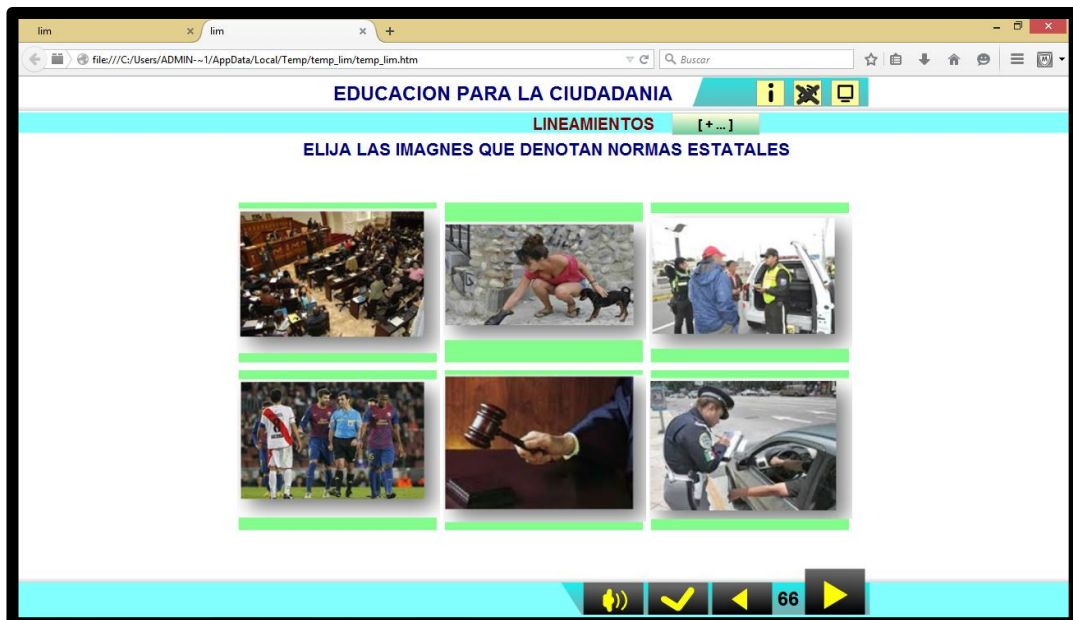 lim
lim
file:///C:/Users/ADMIN-~1/AppData/Local/Temp/temp_lim/temp_lim.htm
Buscar
EDUCACION PARA LA CIUDADANIA
LINEAMIENTOS
[+...]
ELIJA LAS IMAGNES QUE DENOTAN NORMAS ESTATALES
66